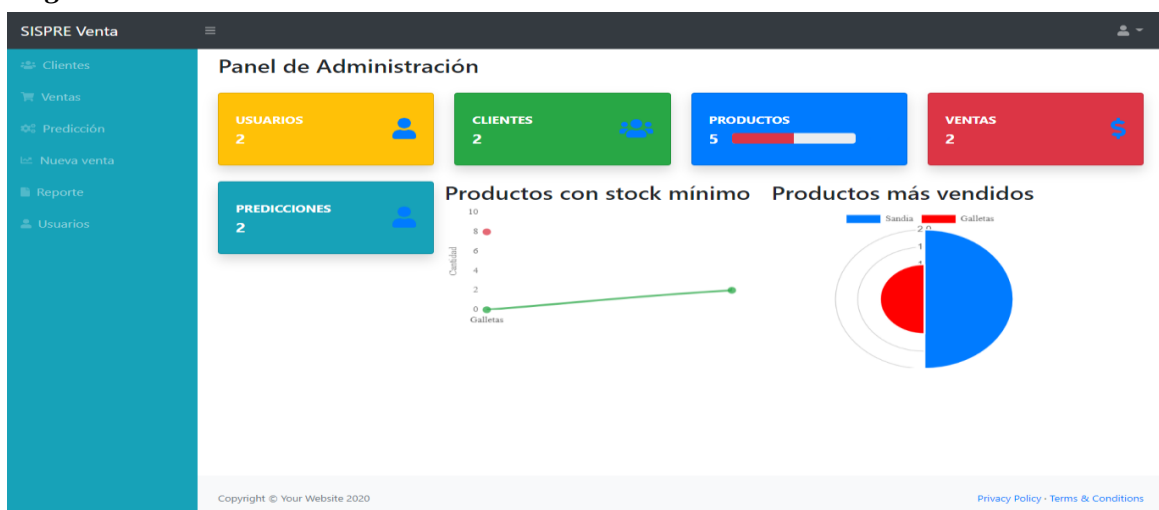 SISPRE Venta
Clientes
Ventas
Predicción
Nueva venta
Reporte
Usuarios
Panel de Administración
USUARIOS
2
CLIENTES
2
PRODUCTOS
5
VENTAS
2
PREDICCIONES
2
Productos con stock mínimo
10
8
6
4
2
0
Cantidad
Galletas
Productos más vendidos
Sandia
Galletas
Copyright © Your Website 2020
Privacy Policy · Terms & Conditions